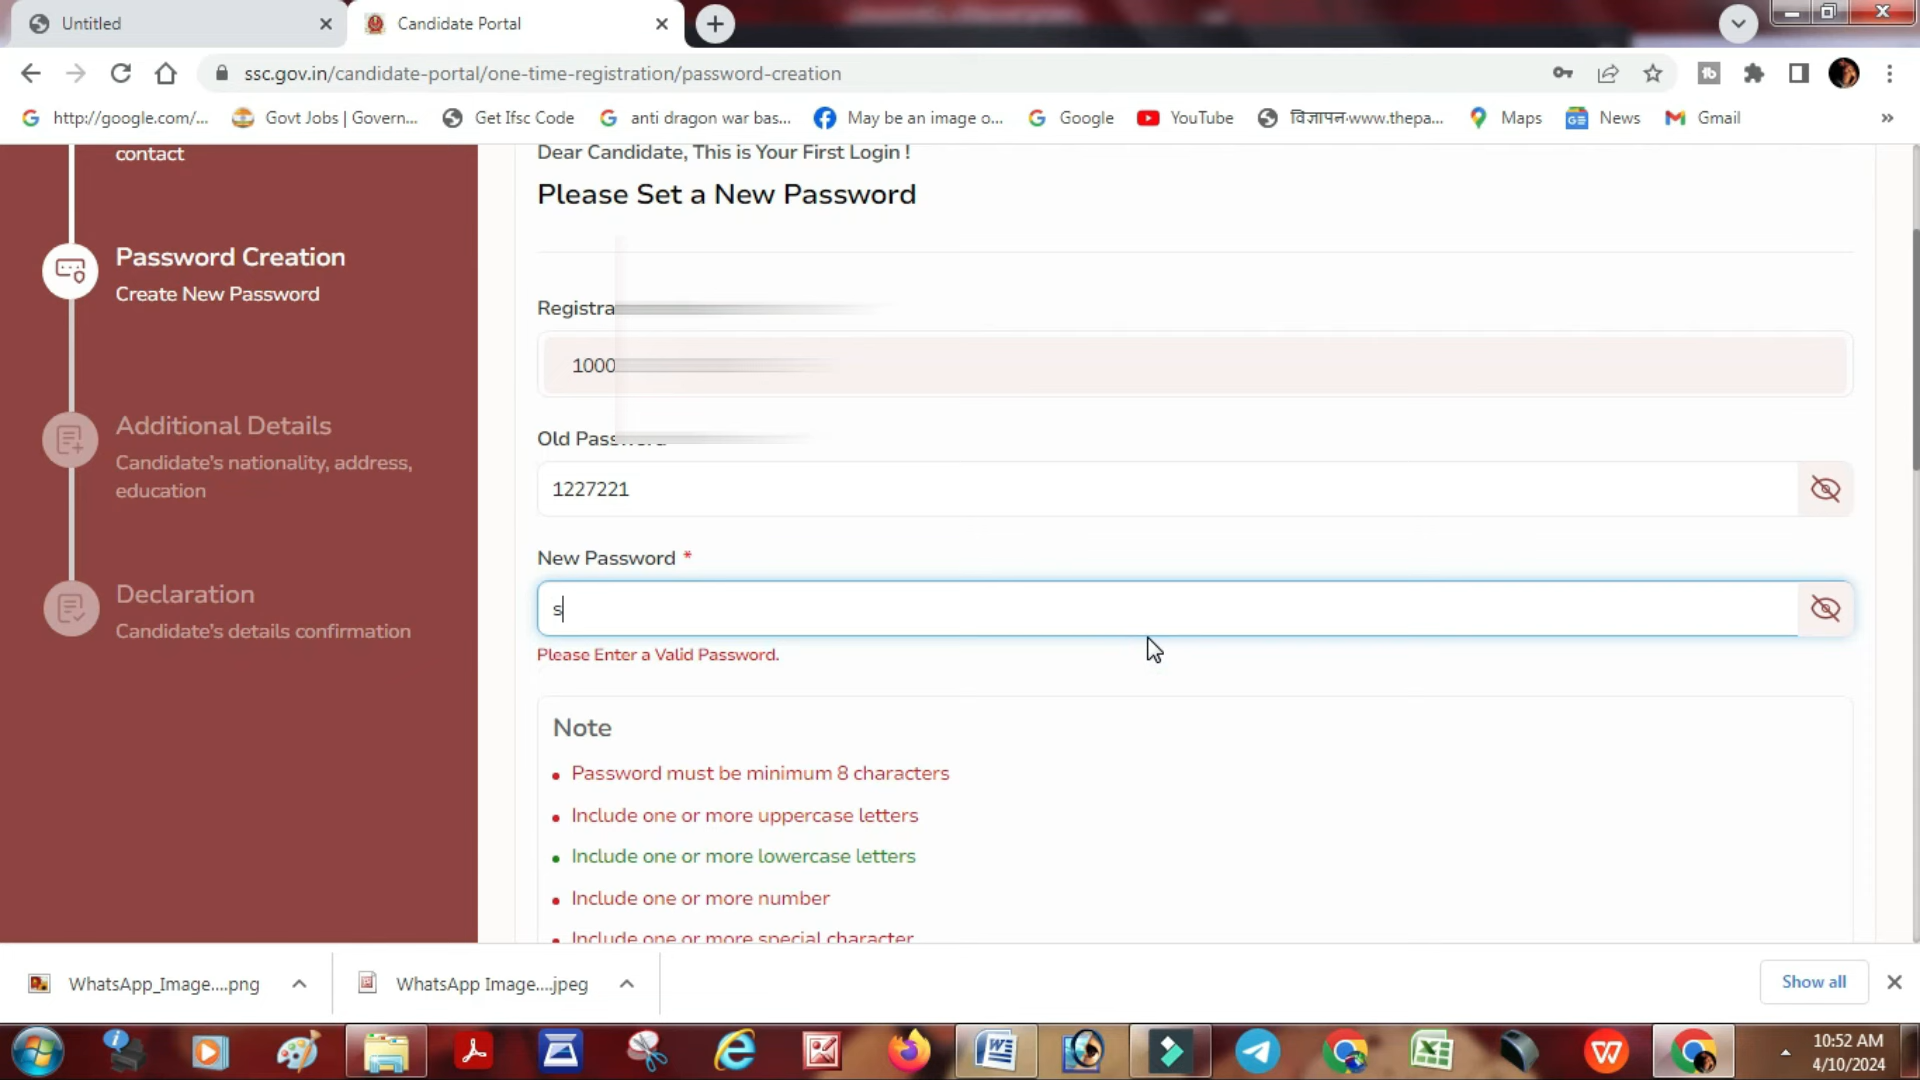 Untitled
Candidate Portal
ssc.gov.in/candidate-portal/one-time-registration/password-creation
http://google.com/...
Govt Jobs | Govern...
Get Ifsc Code
anti dragon war bas...
May be an image o...
Google
YouTube
विज्ञापन-www.thepa...
Maps
News
Gmail
»
contact
Password Creation
Create New Password
Additional Details
Candidate's nationality, address,
education
Declaration
Candidate's details confirmation
Dear Candidate, This is Your First Login !
Please Set a New Password
Registra
1000
Old Password
1227221
New Password *
s
Please Enter a Valid Password.
Note
• Password must be minimum 8 characters
• Include one or more uppercase letters
• Include one or more lowercase letters
• Include one or more number
• Include one or more special character
WhatsApp_Image....png
WhatsApp Image....jpeg
Show all
10:52 AM
4/10/2024